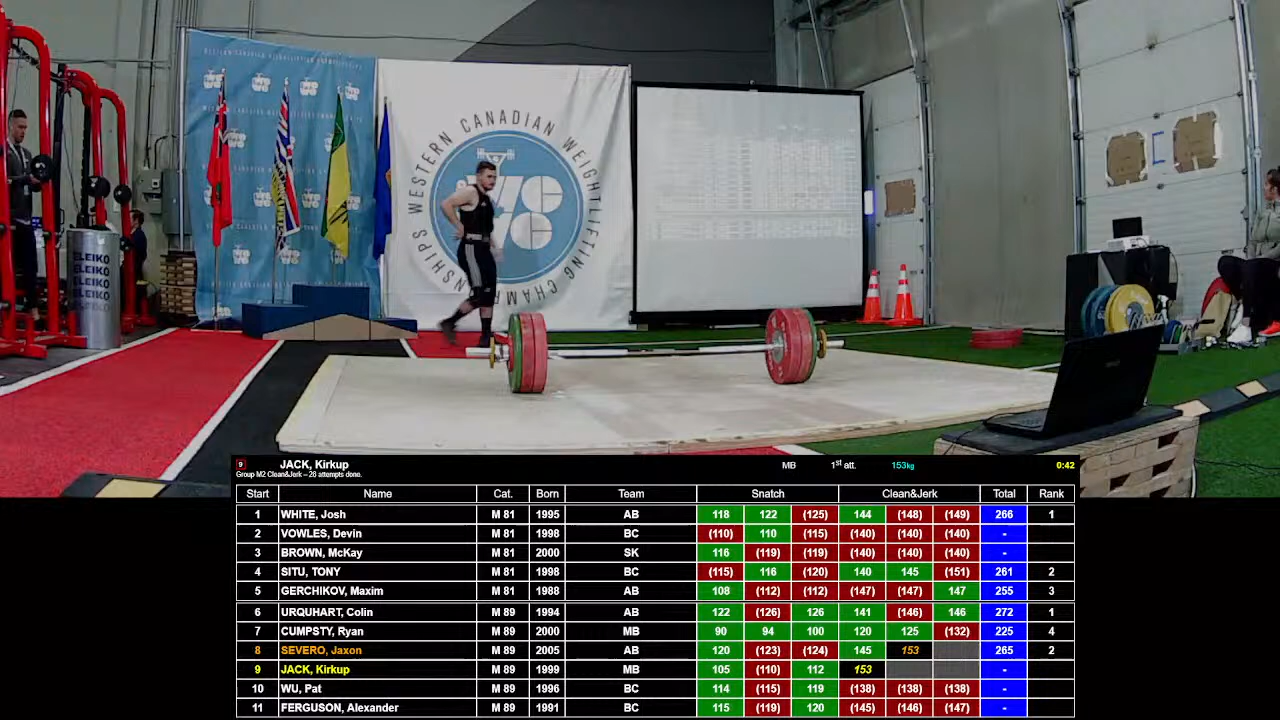 WESTERN CANADIAN WEIGHTLIFTING CHAMPIONSHIPS
WC
ELEIKO
ELEIKO
ELEIKO
ELEIKO
C
9 JACK, Kirkup MB 1st att. 153kg 0:42
Group M2 Clean&Jerk – 26 attempts done.
Start Name Cat. Born Team Snatch Clean&Jerk Total Rank
1 WHITE, Josh M 81 1995 AB 118 122 (125) 144 (148) (149) 266 1
2 VOWLES, Devin M 81 1998 BC (110) 110 (115) (140) (140) (140) -
3 BROWN, McKay M 81 2000 SK 116 (119) (119) (140) (140) (140) -
4 SITU, TONY M 81 1998 BC (115) 116 (120) 140 145 (151) 261 2
5 GERCHIKOV, Maxim M 81 1988 AB 108 (112) (112) (147) (147) 147 255 3
6 URQUHART, Colin M 89 1994 AB 122 (126) 126 141 (146) 146 272 1
7 CUMPSTY, Ryan M 89 2000 MB 90 94 100 120 125 (132) 225 4
8 SEVERO, Jaxon M 89 2005 AB 120 (123) (124) 145 153 265 2
9 JACK, Kirkup M 89 1999 MB 105 (110) 112 153 -
10 WU, Pat M 89 1996 BC 114 (115) 119 (138) (138) (138) -
11 FERGUSON, Alexander M 89 1991 BC 115 (119) 120 (145) (146) (147) -